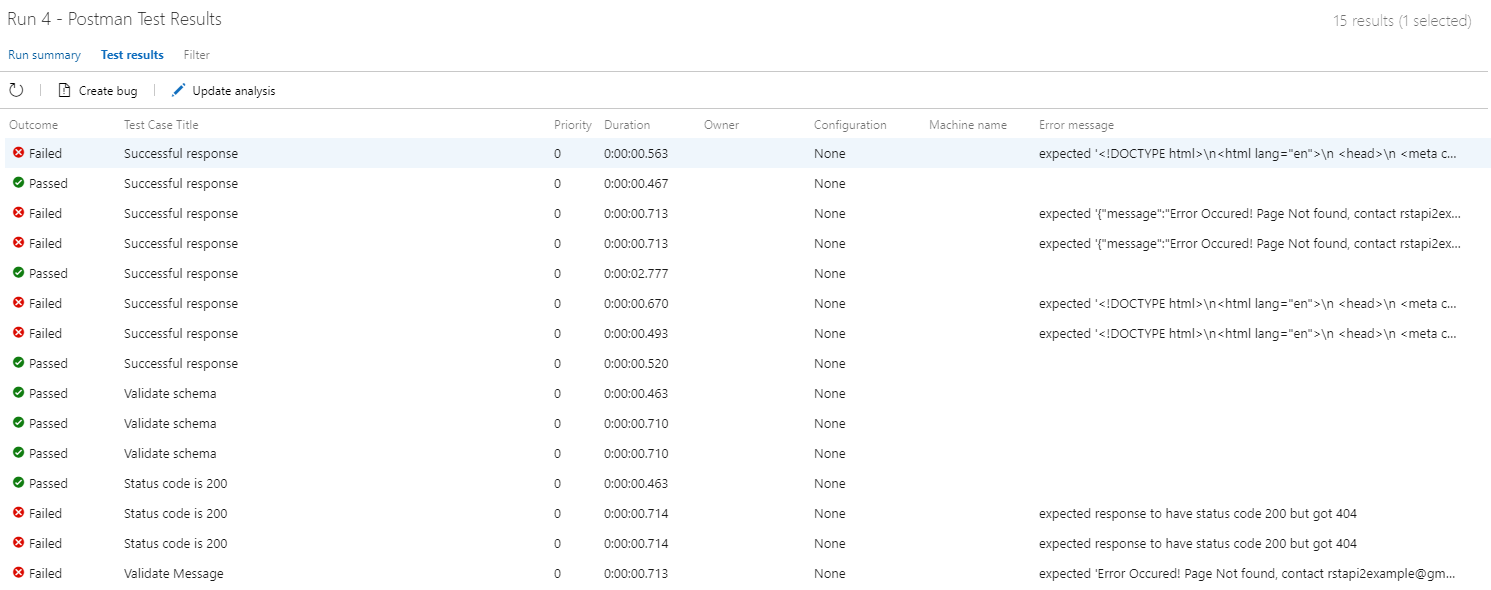 Run 4 - Postman Test Results
15 results (1 selected)
Run summary Test results Filter
Create bug Update analysis
Outcome Test Case Title Priority Duration Owner Configuration Machine name Error message
Failed Successful response 0 0:00:00.563 None expected '<!DOCTYPE html>\n<html lang="en">\n <head>\n <meta c...
Passed Successful response 0 0:00:00.467 None
Failed Successful response 0 0:00:00.713 None expected '{"message":"Error Occured! Page Not found, contact rstapi2ex...
Failed Successful response 0 0:00:00.713 None expected '{"message":"Error Occured! Page Not found, contact rstapi2ex...
Passed Successful response 0 0:00:02.777 None
Failed Successful response 0 0:00:00.670 None expected '<!DOCTYPE html>\n<html lang="en">\n <head>\n <meta c...
Failed Successful response 0 0:00:00.493 None expected '<!DOCTYPE html>\n<html lang="en">\n <head>\n <meta c...
Passed Successful response 0 0:00:00.520 None
Passed Validate schema 0 0:00:00.463 None
Passed Validate schema 0 0:00:00.710 None
Passed Validate schema 0 0:00:00.710 None
Passed Status code is 200 0 0:00:00.463 None
Failed Status code is 200 0 0:00:00.714 None expected response to have status code 200 but got 404
Failed Status code is 200 0 0:00:00.714 None expected response to have status code 200 but got 404
Failed Validate Message 0 0:00:00.713 None expected 'Error Occured! Page Not found, contact rstapi2example@gm...